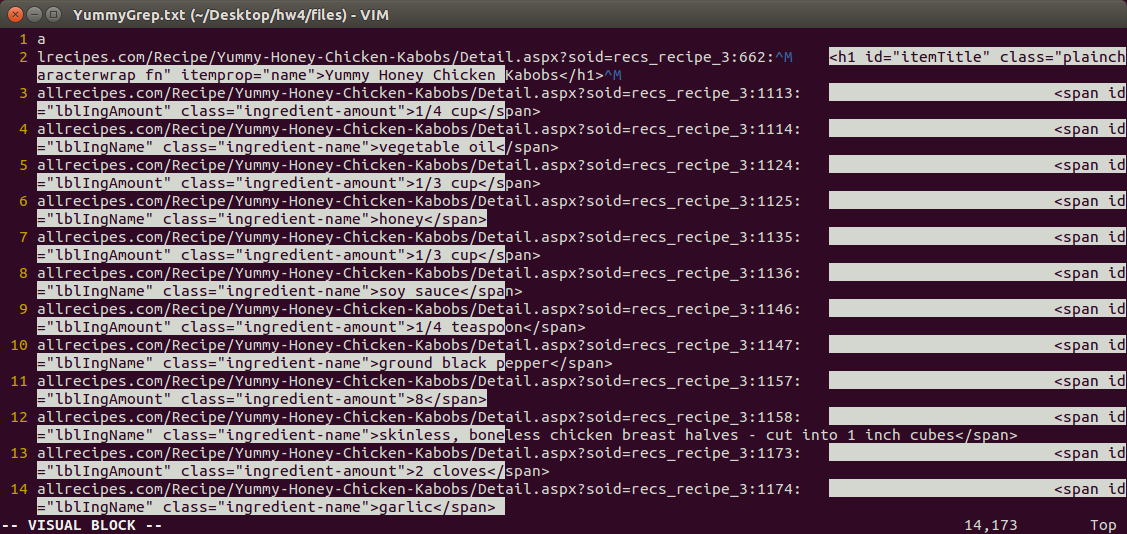 YummyGrep.txt (~/Desktop/hw4/files) - VIM
1 a
2 lrecipes.com/Recipe/Yummy-Honey-Chicken-Kabobs/Detail.aspx?soid=recs_recipe_3:662:^M    <h1 id="itemTitle" class="plainch
aracterwrap fn" itemprop="name">Yummy Honey Chicken Kabobs</h1>^M
3 allrecipes.com/Recipe/Yummy-Honey-Chicken-Kabobs/Detail.aspx?soid=recs_recipe_3:1113:                            <span id
="lblIngAmount" class="ingredient-amount">1/4 cup</span>
4 allrecipes.com/Recipe/Yummy-Honey-Chicken-Kabobs/Detail.aspx?soid=recs_recipe_3:1114:                            <span id
="lblIngName" class="ingredient-name">vegetable oil</span>
5 allrecipes.com/Recipe/Yummy-Honey-Chicken-Kabobs/Detail.aspx?soid=recs_recipe_3:1124:                            <span id
="lblIngAmount" class="ingredient-amount">1/3 cup</span>
6 allrecipes.com/Recipe/Yummy-Honey-Chicken-Kabobs/Detail.aspx?soid=recs_recipe_3:1125:                            <span id
="lblIngName" class="ingredient-name">honey</span>
7 allrecipes.com/Recipe/Yummy-Honey-Chicken-Kabobs/Detail.aspx?soid=recs_recipe_3:1135:                            <span id
="lblIngAmount" class="ingredient-amount">1/3 cup</span>
8 allrecipes.com/Recipe/Yummy-Honey-Chicken-Kabobs/Detail.aspx?soid=recs_recipe_3:1136:                            <span id
="lblIngName" class="ingredient-name">soy sauce</span>
9 allrecipes.com/Recipe/Yummy-Honey-Chicken-Kabobs/Detail.aspx?soid=recs_recipe_3:1146:                            <span id
="lblIngAmount" class="ingredient-amount">1/4 teaspoon</span>
10 allrecipes.com/Recipe/Yummy-Honey-Chicken-Kabobs/Detail.aspx?soid=recs_recipe_3:1147:                            <span id
="lblIngName" class="ingredient-name">ground black pepper</span>
11 allrecipes.com/Recipe/Yummy-Honey-Chicken-Kabobs/Detail.aspx?soid=recs_recipe_3:1157:                            <span id
="lblIngAmount" class="ingredient-amount">8</span>
12 allrecipes.com/Recipe/Yummy-Honey-Chicken-Kabobs/Detail.aspx?soid=recs_recipe_3:1158:                            <span id
="lblIngName" class="ingredient-name">skinless, boneless chicken breast halves - cut into 1 inch cubes</span>
13 allrecipes.com/Recipe/Yummy-Honey-Chicken-Kabobs/Detail.aspx?soid=recs_recipe_3:1173:                            <span id
="lblIngAmount" class="ingredient-amount">2 cloves</span>
14 allrecipes.com/Recipe/Yummy-Honey-Chicken-Kabobs/Detail.aspx?soid=recs_recipe_3:1174:                            <span id
="lblIngName" class="ingredient-name">garlic</span>
-- VISUAL BLOCK --    14,173    Top